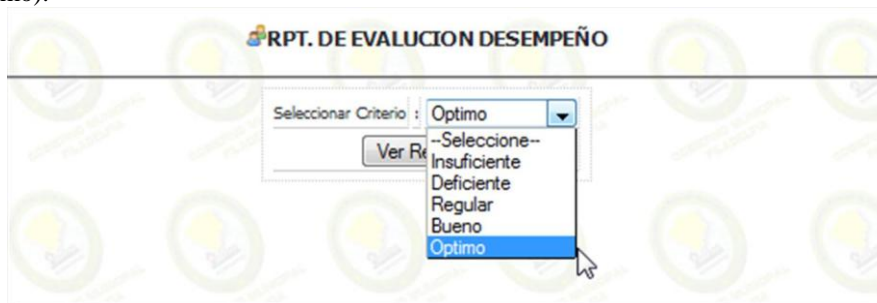 RPT. DE EVALUCION DESEMPEÑO
Seleccionar Criterio : Optimo
Ver Re
--Seleccione--
Insuficiente
Deficiente
Regular
Bueno
Optimo